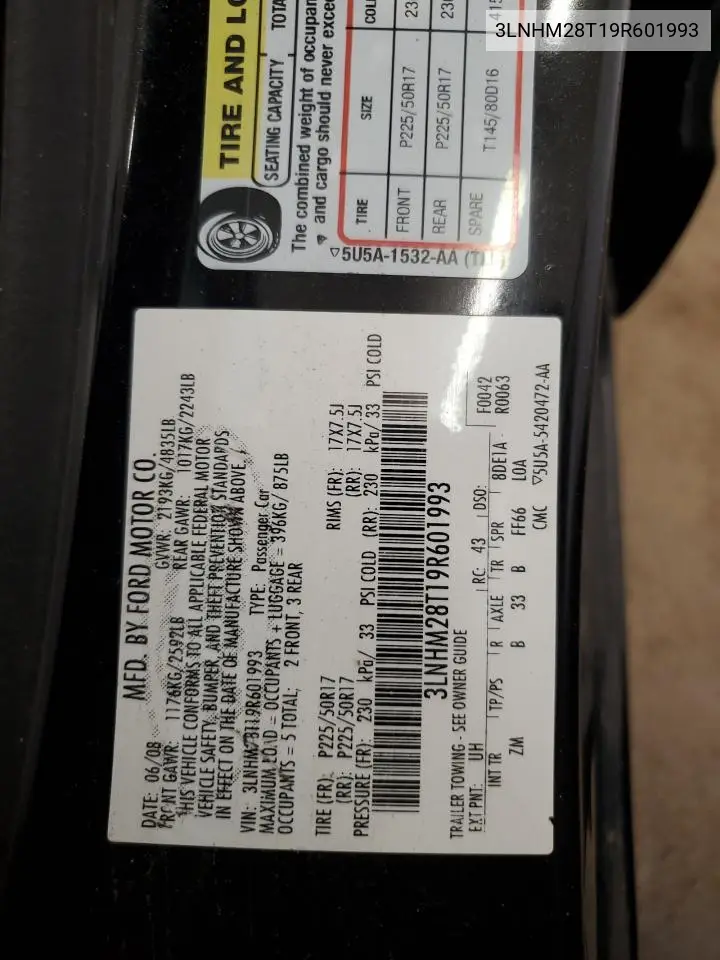 3LNHM28T19R601993
TIRE AND LO
SEATING CAPACITY TOTA
The combined weight of occupan
and cargo should never excee
TIRE SIZE COL
FRONT P225/50R17 23
REAR P225/50R17 230
SPARE T145/80D16 415
5U5A-1532-AA (TI
MFD. BY FORD MOTOR CO.
DATE: 06/08 GVWR: 2193KG/4835LB
FRONT GAWR: 1176KG/2592LB REAR GAWR: 1017KG/2243LB
THIS VEHICLE CONFORMS TO ALL APPLICABLE FEDERAL MOTOR
VEHICLE SAFETY, BUMPER, AND THEFT PREVENTION STANDARDS
IN EFFECT ON THE DATE OF MANUFACTURE SHOWN ABOVE.
VIN: 3LNHM28T19R601993 TYPE: Passenger Car
MAXIMUM LOAD = OCCUPANTS + LUGGAGE = 396KG/ 875LB
OCCUPANTS = 5 TOTAL; 2 FRONT, 3 REAR
TIRE (FR): P225/50R17 RIMS (FR): 17X7.5J
(RR): P225/50R17 (RR): 17X7.5J
PRESSURE (FR): 230 kPa/ 33 PSI COLD (RR): 230 kPa/ 33 PSI COLD
3LNHM28T19R601993
TRAILER TOWING - SEE OWNER GUIDE
EXT PNT: UH RC: 43 DSO: F0042
R0063
INT TR TP/PS R AXLE TR SPR 8DE1A
ZM B 33 B FF66 LOA
CMC 5U5A-5420472-AA